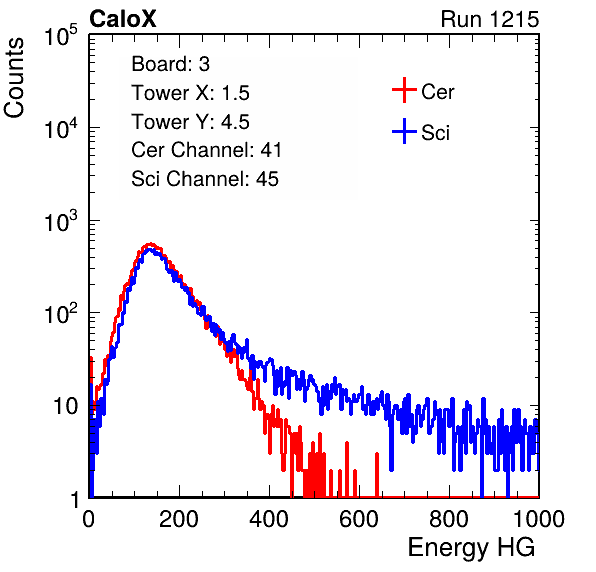 CaloX Run 1215
Counts
Board: 3
Tower X: 1.5
Tower Y: 4.5
Cer Channel: 41
Sci Channel: 45
Cer
Sci
10^5
10^4
10^3
10^2
10
1
0 200 400 600 800 1000
Energy HG